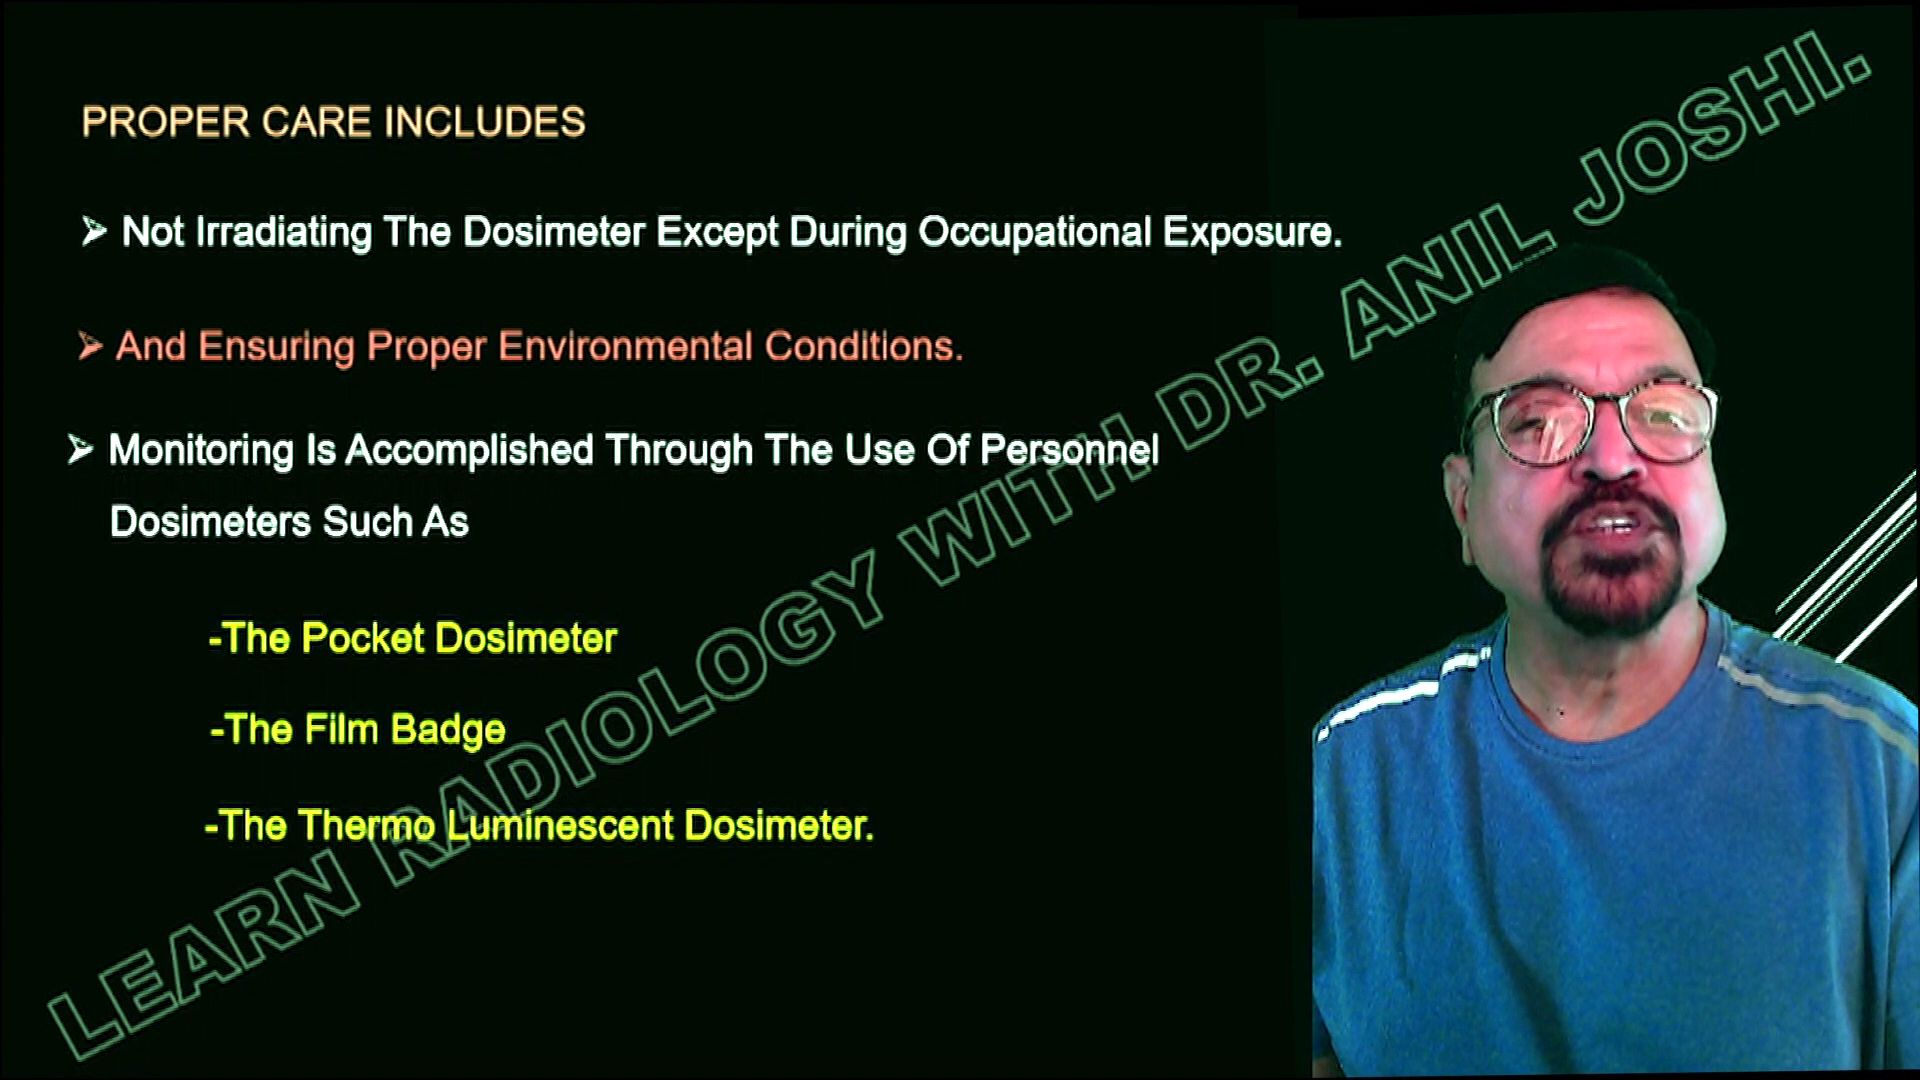 PROPER CARE INCLUDES
➢ Not Irradiating The Dosimeter Except During Occupational Exposure.
➢ And Ensuring Proper Environmental Conditions.
➢ Monitoring Is Accomplished Through The Use Of Personnel
Dosimeters Such As
-The Pocket Dosimeter
-The Film Badge
-The Thermo Luminescent Dosimeter.
LEARN RADIOLOGY WITH DR. ANIL JOSHI.